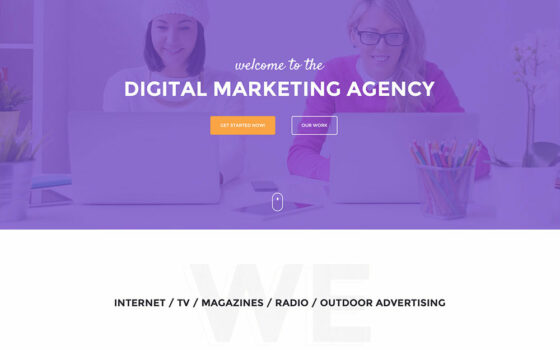 welcome to the
DIGITAL MARKETING AGENCY
GET STARTED NOW!
OUR WORK
WE
INTERNET / TV / MAGAZINES / RADIO / OUTDOOR ADVERTISING